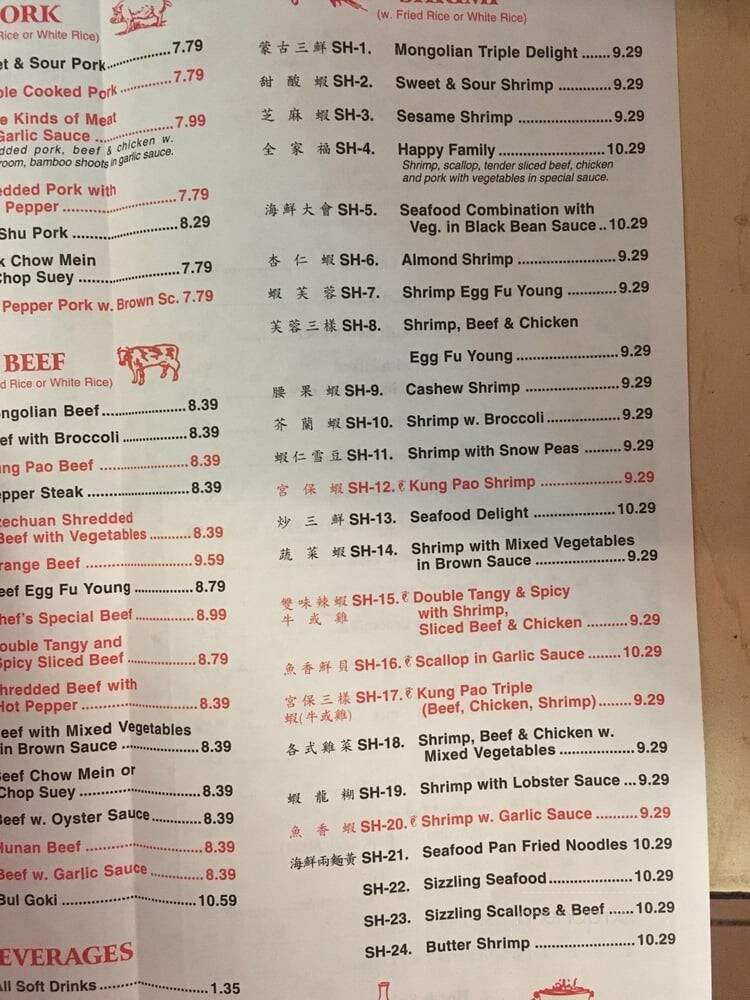 ORK
Rice or White Rice)
et & Sour Pork 7.79
ple Cooked Pork 7.79
e Kinds of Meat
Garlic Sauce 7.99
dded pork, beef & chicken w.
room, bamboo shoots in garlic sauce.
edded Pork with
Pepper 7.79
Shu Pork 8.29
k Chow Mein
Chop Suey 7.79
Pepper Pork w. Brown Sc. 7.79
BEEF
d Rice or White Rice)
ngolian Beef 8.39
ef with Broccoli 8.39
ung Pao Beef 8.39
epper Steak 8.39
zechuan Shredded
Beef with Vegetables 8.39
range Beef 9.59
eef Egg Fu Young 8.79
hef's Special Beef 8.99
ouble Tangy and
picy Sliced Beef 8.79
hredded Beef with
Hot Pepper 8.39
eef with Mixed Vegetables
in Brown Sauce 8.39
Beef Chow Mein or
Chop Suey 8.39
Beef w. Oyster Sauce 8.39
Hunan Beef 8.39
Beef w. Garlic Sauce 8.39
Bul Goki 10.59
EVERAGES
All Soft Drinks 1.35
SHRIMP
(w. Fried Rice or White Rice)
蒙古三鮮 SH-1. Mongolian Triple Delight 9.29
甜酸蝦 SH-2. Sweet & Sour Shrimp 9.29
芝麻蝦 SH-3. Sesame Shrimp 9.29
全家福 SH-4. Happy Family 10.29
Shrimp, scallop, tender sliced beef, chicken
and pork with vegetables in special sauce.
海鮮大會 SH-5. Seafood Combination with
Veg. in Black Bean Sauce 10.29
杏仁蝦 SH-6. Almond Shrimp 9.29
蝦芙蓉 SH-7. Shrimp Egg Fu Young 9.29
芙蓉三樣 SH-8. Shrimp, Beef & Chicken
Egg Fu Young 9.29
腰果蝦 SH-9. Cashew Shrimp 9.29
芥蘭蝦 SH-10. Shrimp w. Broccoli 9.29
蝦仁雪豆 SH-11. Shrimp with Snow Peas 9.29
宮保蝦 SH-12. Kung Pao Shrimp 9.29
炒三鮮 SH-13. Seafood Delight 10.29
蔬菜蝦 SH-14. Shrimp with Mixed Vegetables
in Brown Sauce 9.29
雙味辣蝦 SH-15. Double Tangy & Spicy
牛或雞 with Shrimp,
Sliced Beef & Chicken 9.29
魚香鮮貝 SH-16. Scallop in Garlic Sauce 10.29
宮保三樣 SH-17. Kung Pao Triple
蝦(牛或雞) (Beef, Chicken, Shrimp) 9.29
各式雞菜 SH-18. Shrimp, Beef & Chicken w.
Mixed Vegetables 9.29
蝦龍糊 SH-19. Shrimp with Lobster Sauce 9.29
魚香蝦 SH-20. Shrimp w. Garlic Sauce 9.29
海鮮兩麵黃 SH-21. Seafood Pan Fried Noodles 10.29
SH-22. Sizzling Seafood 10.29
SH-23. Sizzling Scallops & Beef 10.29
SH-24. Butter Shrimp 10.29